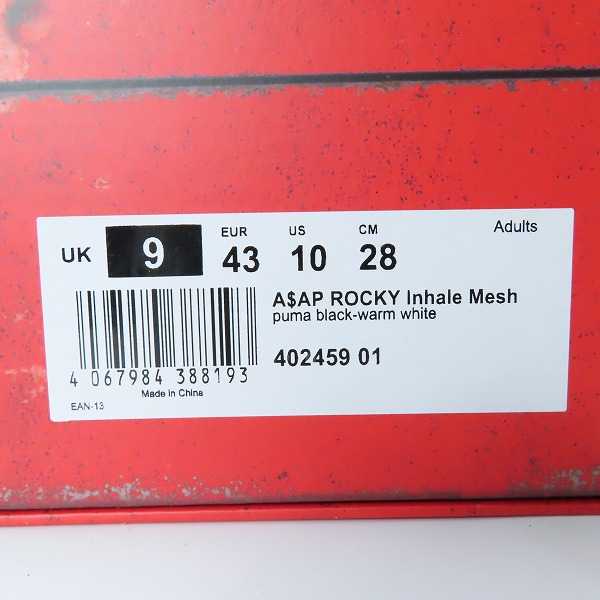 Adults
EUR US CM
UK 9 43 10 28
A$AP ROCKY Inhale Mesh
puma black-warm white
402459 01
4 067984 388193
Made in China
EAN-13